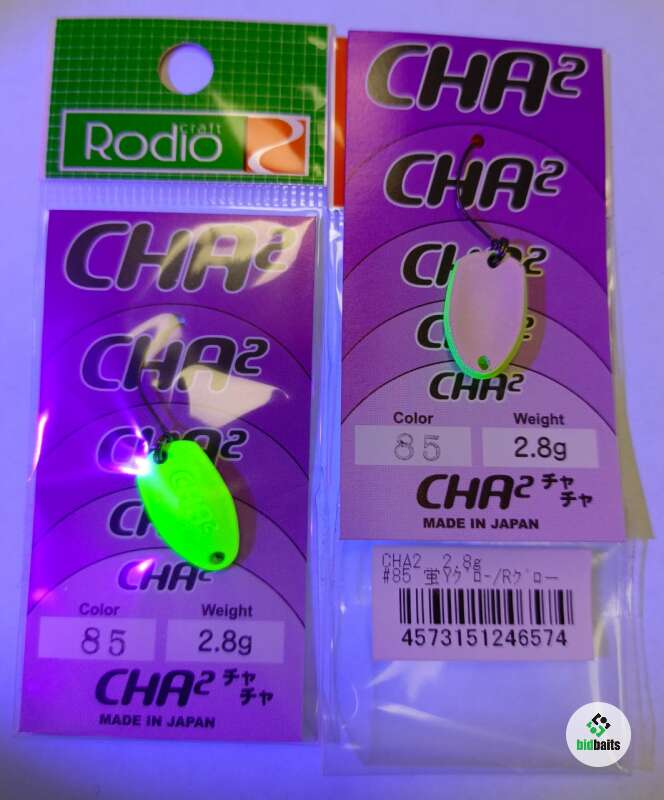 craft
Rodio
CHA2
CHA2
CHA2
CHA2
CHA2
Color Weight
85 2.8g
CHA2 チャ
チャ
MADE IN JAPAN
CHA2
CHA2
CHA2
CHA2
CHA2
Color Weight
85 2.8g
CHA2 チャ
チャ
MADE IN JAPAN
CHA2 2.8g
#85 蛍Yグロー/Rグロー
4573151246574
bidbaits